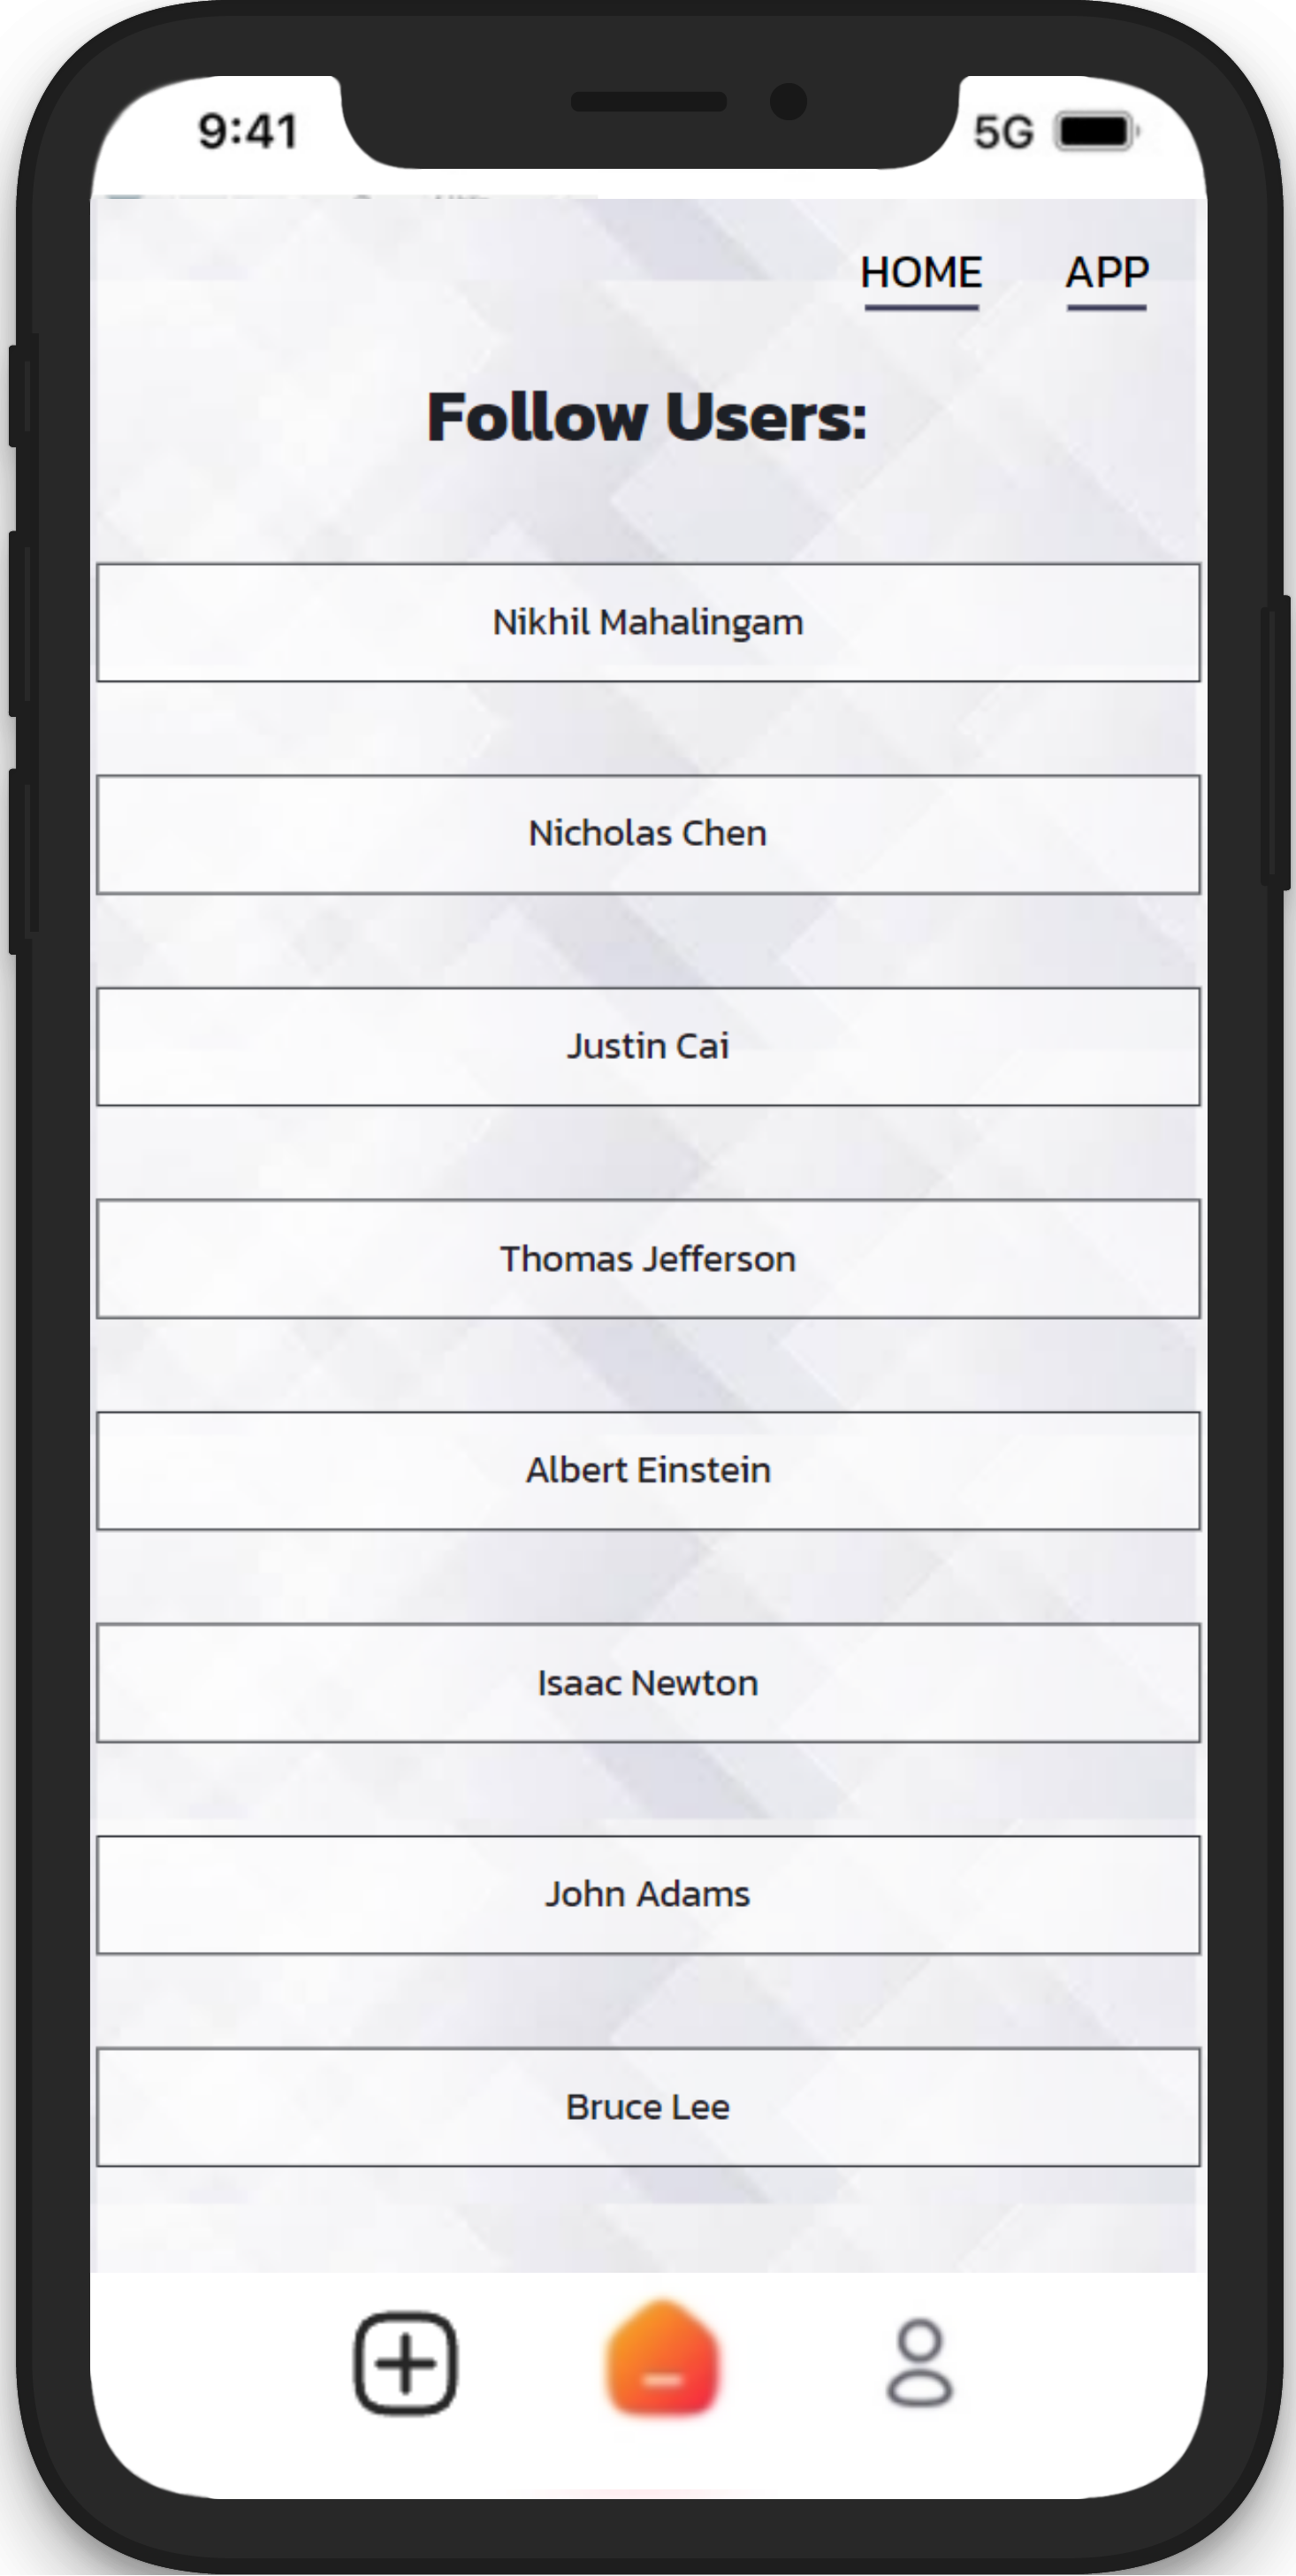 9:41 5G
HOME APP
Follow Users:
Nikhil Mahalingam
Nicholas Chen
Justin Cai
Thomas Jefferson
Albert Einstein
Isaac Newton
John Adams
Bruce Lee